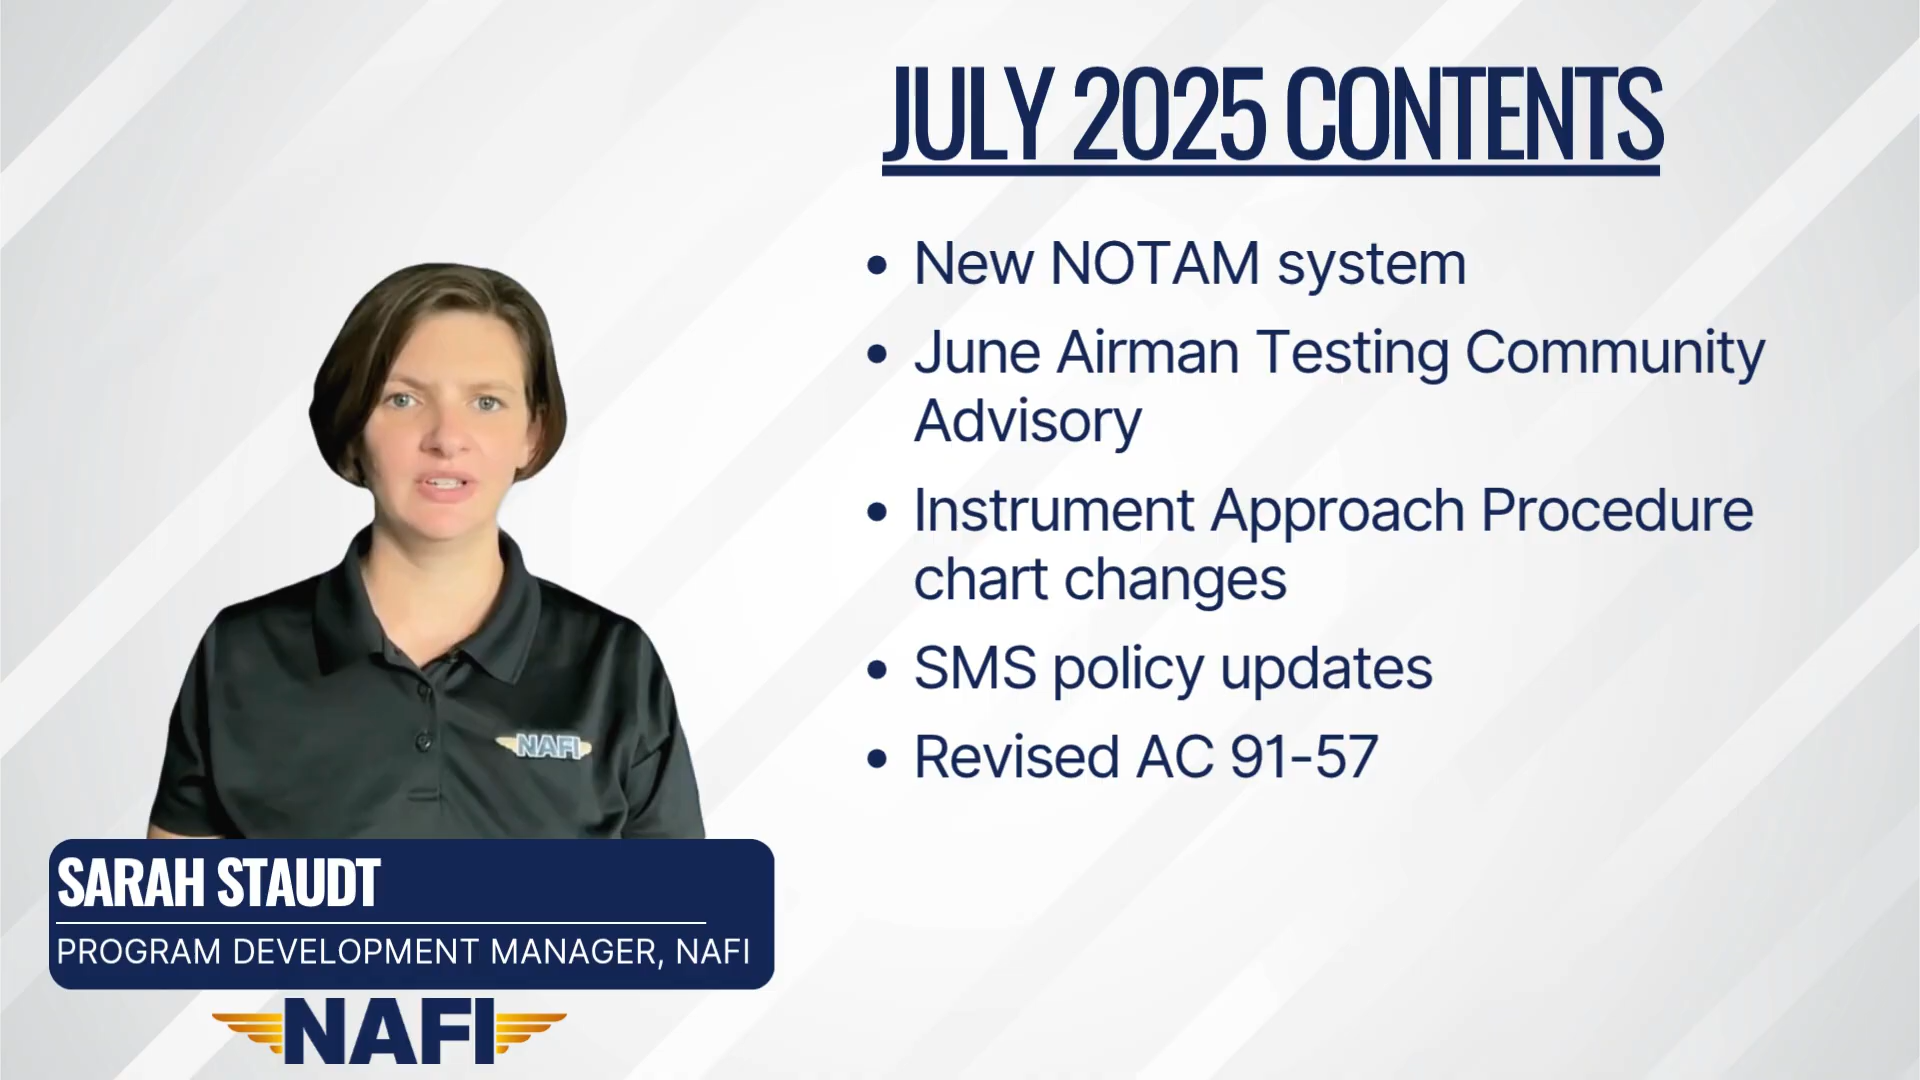 JULY 2025 CONTENTS
• New NOTAM system
• June Airman Testing Community
Advisory
• Instrument Approach Procedure
chart changes
• SMS policy updates
• Revised AC 91-57
NAFI
SARAH STAUDT
PROGRAM DEVELOPMENT MANAGER, NAFI
NAFI